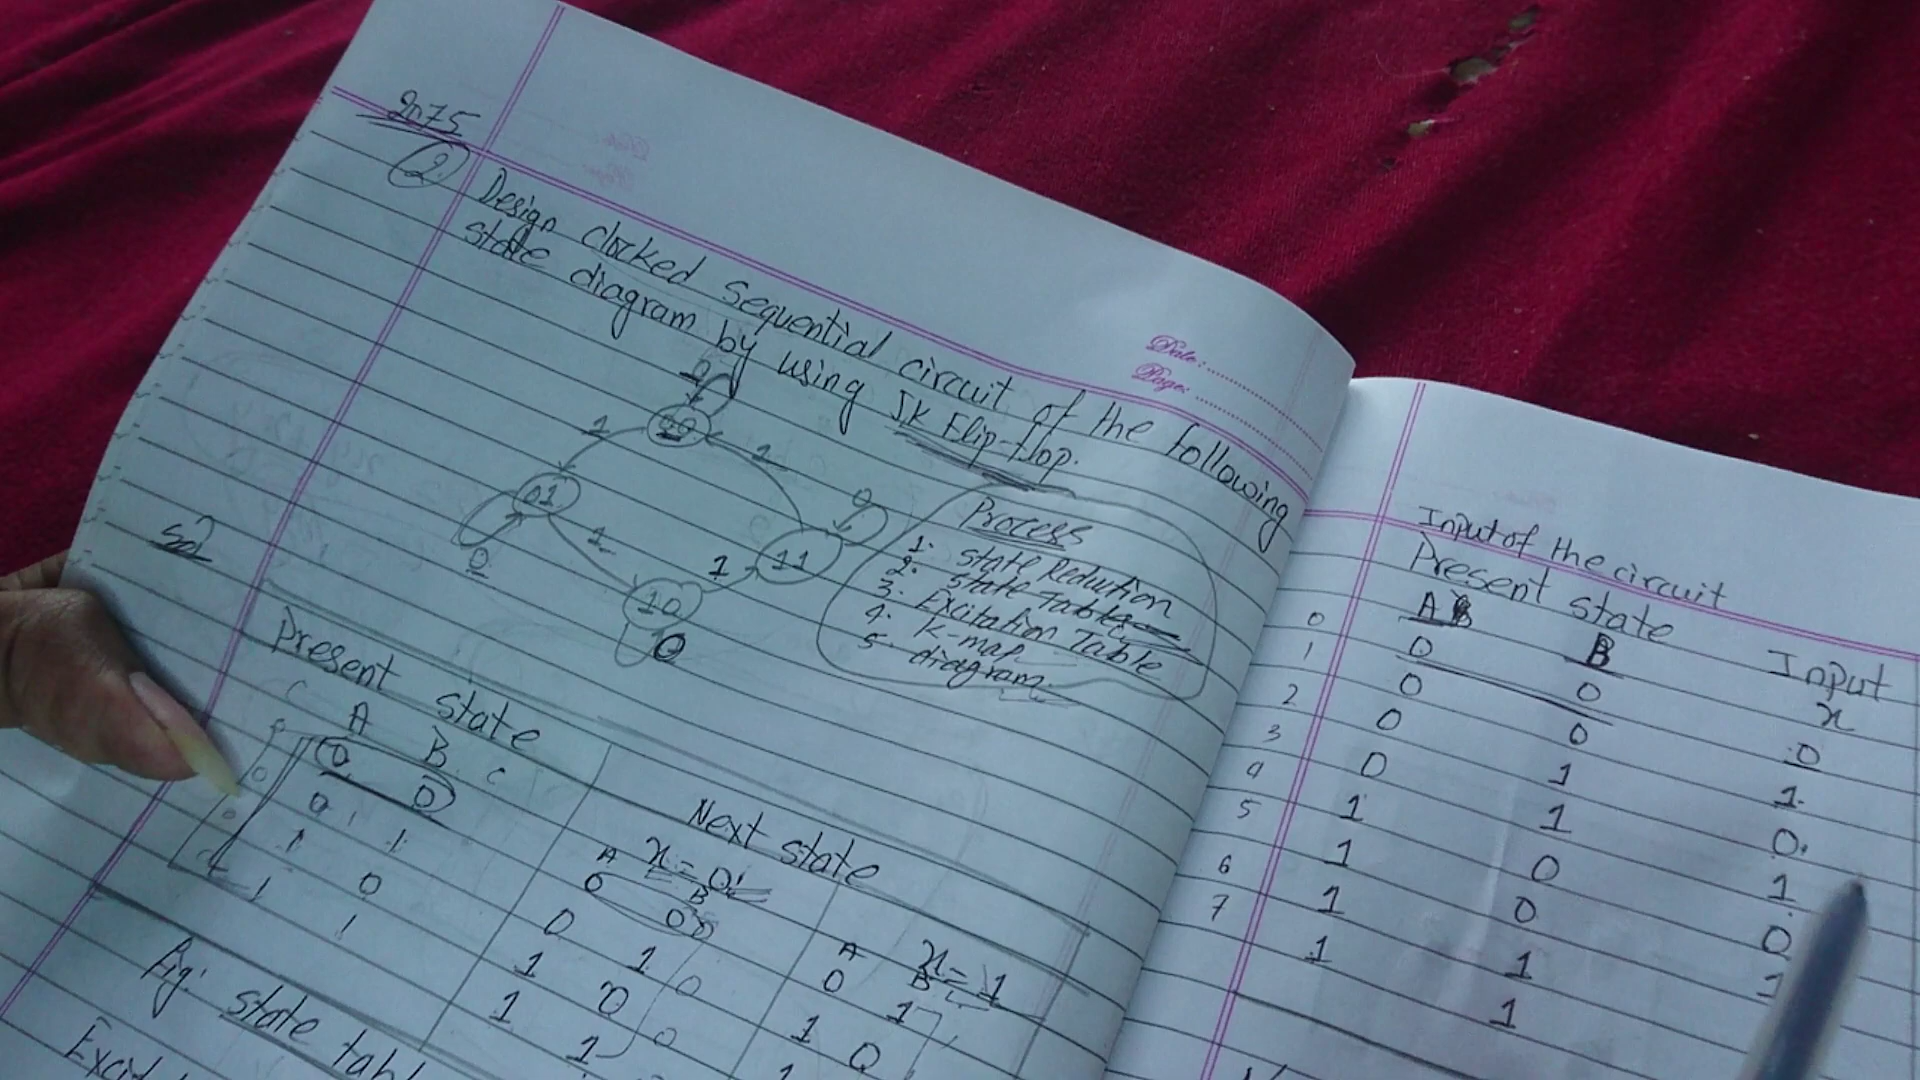 2075
2
Design clocked sequential circuit of the following
state diagram by using JK Flip-flop.
0
00
1
1
01
0
1
10
0
1
11
0
Process
1. state Reduction
2. state table
3. Excitation Table
4. K-map
5. diagram
Present state
Next state
A B
x=0
x=1
A B
A B
0 0
0 0
0 1
0 1
0 1
1 0
1 0
1 0
1
1 1
1 1
Fig: state table
Date:
Page:
Input of the circuit
Present state
Input
A
B
x
0 0 0 0
1 0 0 1
2 0 1 0
3 0 1 1
4 1 0 0
5 1 0 1
6 1 1
7 1 1